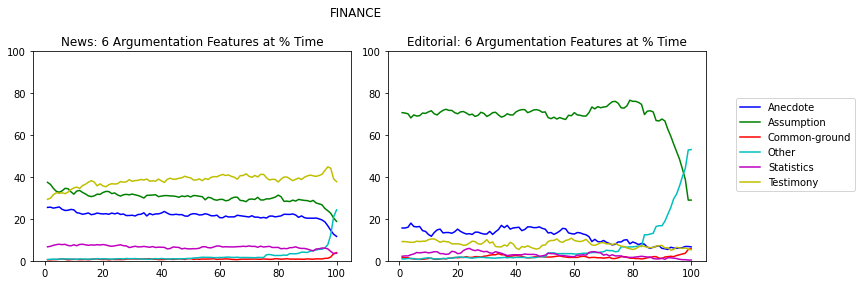 FINANCE
News: 6 Argumentation Features at % Time
100
80
60
40
20
0
0 20 40 60 80 100
Editorial: 6 Argumentation Features at % Time
100
80
60
40
20
0
0 20 40 60 80 100
Anecdote
Assumption
Common-ground
Other
Statistics
Testimony